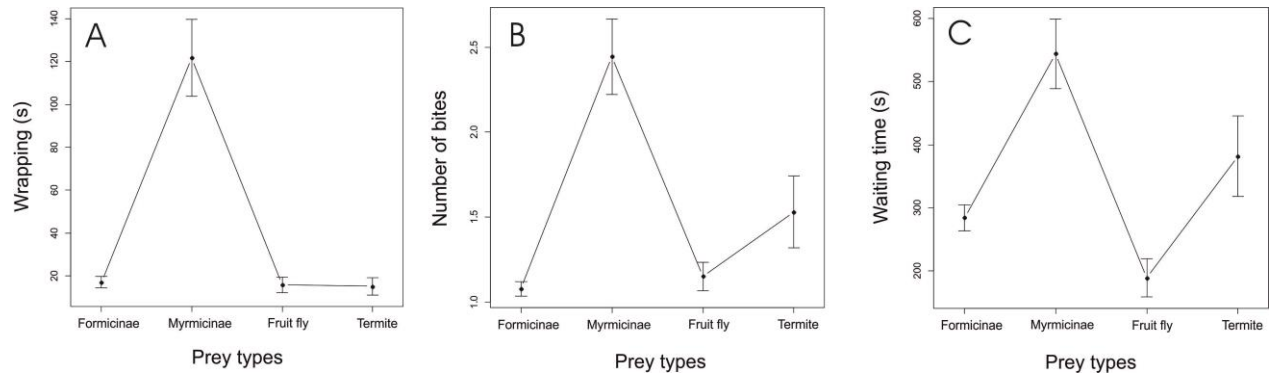 A
Wrapping (s)
140
120
100
80
60
40
20
Formicinae Myrmicinae Fruit fly Termite
Prey types
B
Number of bites
2.5
2.0
1.5
1.0
Formicinae Myrmicinae Fruit fly Termite
Prey types
C
Waiting time (s)
600
500
400
300
200
Formicinae Myrmicinae Fruit fly Termite
Prey types